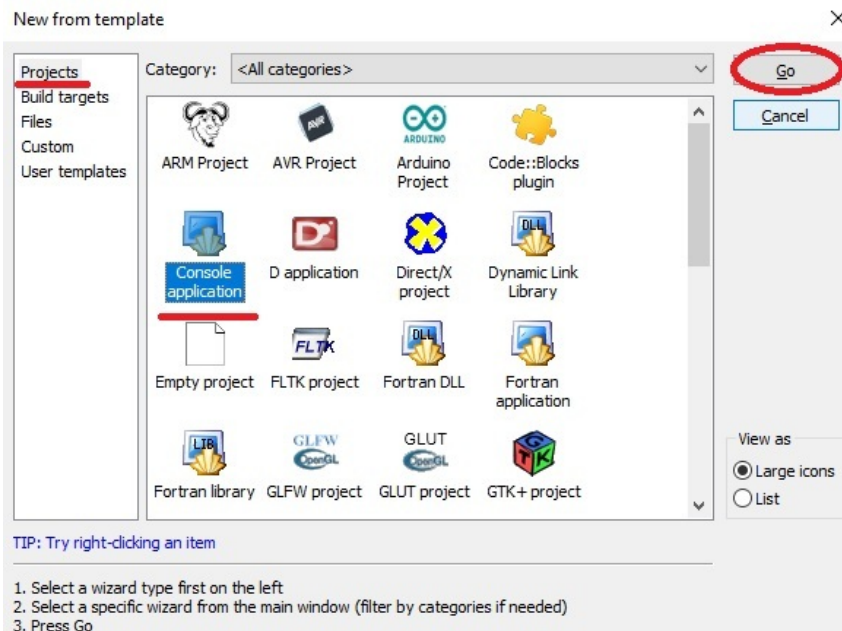 New from template
Projects
Build targets
Files
Custom
User templates
Category: <All categories>
Go
Cancel
AVR
ARDUINO
ARM Project AVR Project Arduino Project Code::Blocks plugin
D
DLL
Console application D application Direct/X project Dynamic Link Library
FLTK
DLL
Empty project FLTK project Fortran DLL Fortran application
LIB
GLFW
OpenGL
GLUT
OpenGL
GTK
Fortran library GLFW project GLUT project GTK+ project
View as
Large icons
List
TIP: Try right-clicking an item
1. Select a wizard type first on the left
2. Select a specific wizard from the main window (filter by categories if needed)
3. Press Go